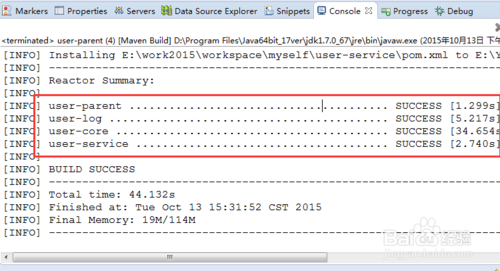 Markers Properties Servers Data Source Explorer Snippets Console Progress Debug
<terminated> user-parent (4) [Maven Build] D:\Program Files\Java64bit_17ver\jdk1.7.0_67\jre\bin\javaw.exe (2015年10月13日 下午
[INFO] Installing E:\work2015\workspace\myself\user-service\pom.xml to E:\Y
[INFO] ------------------------------------------------------------------------
[INFO] Reactor Summary:
[INFO]
[INFO] user-parent ....................................... SUCCESS [1.299s]
[INFO] user-log .......................................... SUCCESS [5.217s]
[INFO] user-core ......................................... SUCCESS [34.654s
[INFO] user-service ...................................... SUCCESS [2.740s]
[INFO] ------------------------------------------------------------------------
[INFO] BUILD SUCCESS
[INFO] ------------------------------------------------------------------------
[INFO] Total time: 44.132s
[INFO] Finished at: Tue Oct 13 15:31:52 CST 2015
[INFO] Final Memory: 19M/114M
[INFO] ------------------------------------------------------------------------
Baidu 经验